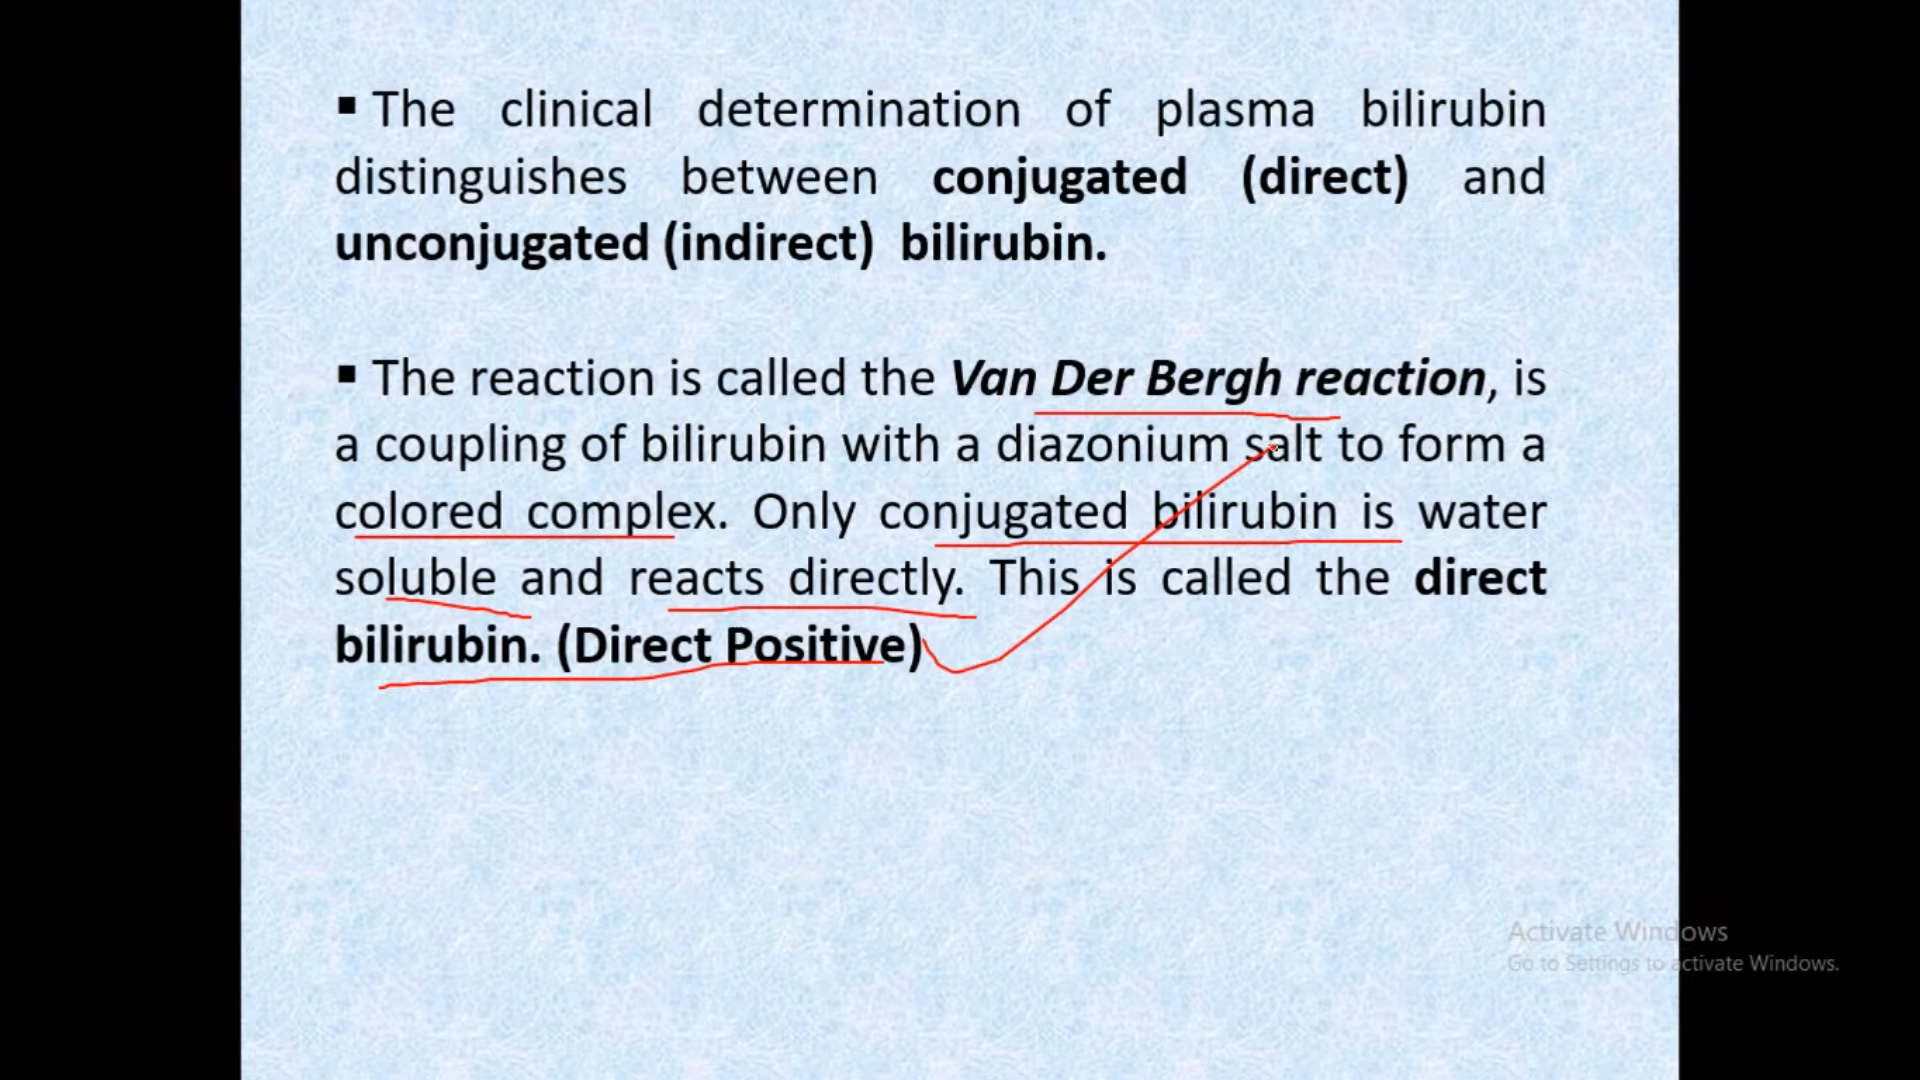 ▪ The clinical determination of plasma bilirubin
distinguishes between conjugated (direct) and
unconjugated (indirect) bilirubin.
▪ The reaction is called the Van Der Bergh reaction, is
a coupling of bilirubin with a diazonium salt to form a
colored complex. Only conjugated bilirubin is water
soluble and reacts directly. This is called the direct
bilirubin. (Direct Positive)
Activate Windows
Go to Settings to activate Windows.